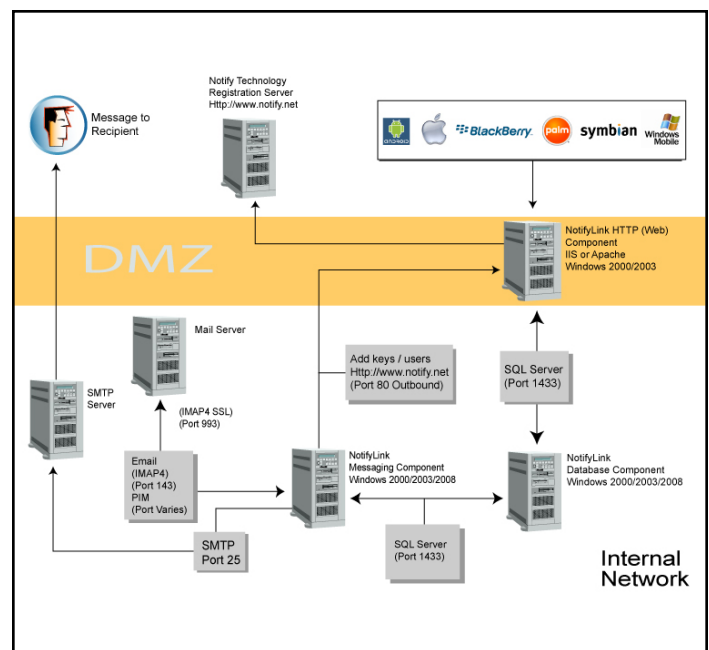 Notify Technology
Registration Server
Http://www.notify.net
Message to
Recipient
ANDROID
BlackBerry
palm
symbian
Windows
Mobile
DMZ
NotifyLink HTTP (Web)
Component
IIS or Apache
Windows 2000/2003
Mail Server
SMTP
Server
(IMAP4 SSL)
(Port 993)
Add keys / users
Http://www.notify.net
(Port 80 Outbound)
SQL Server
(Port 1433)
Email
(IMAP4)
(Port 143)
PIM
(Port Varies)
NotifyLink
Messaging Component
Windows 2000/2003/2008
NotifyLink
Database Component
Windows 2000/2003/2008
SMTP
Port 25
SQL Server
(Port 1433)
Internal
Network